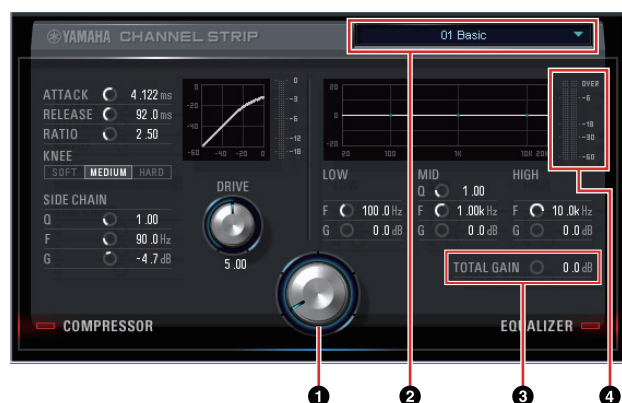 YAMAHA CHANNEL STRIP
01 Basic
ATTACK 4.122 ms
RELEASE 92.0 ms
RATIO 2.50
KNEE
SOFT MEDIUM HARD
SIDE CHAIN
Q 1.00
F 90.0 Hz
G -4.7 dB
0
-20
-40
-60 -40 -20 0
0
-3
-6
-12
-18
DRIVE
5.00
20
0
-20
20 100 1K 10K 20K
OVER
-6
-18
-30
-60
LOW
F 100.0 Hz
G 0.0 dB
MID
Q 1.00
F 1.00k Hz
G 0.0 dB
HIGH
F 10.0k Hz
G 0.0 dB
TOTAL GAIN 0.0 dB
COMPRESSOR
EQUALIZER
1 2 3 4